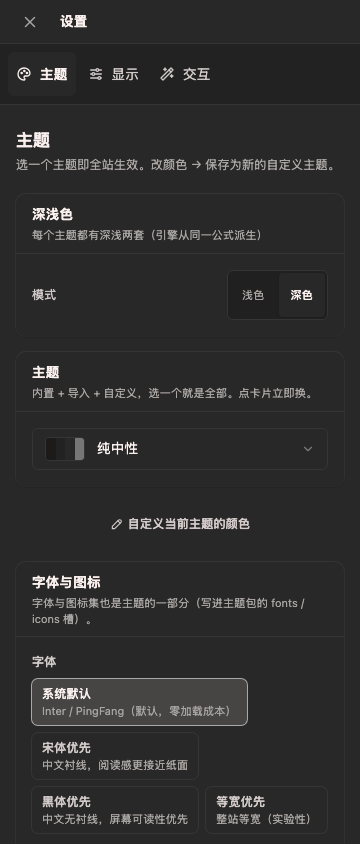 设置
主题 显示 交互
主题
选一个主题即全站生效。改颜色 → 保存为新的自定义主题。
深浅色
每个主题都有深浅两套（引擎从同一公式派生）
模式 浅色 深色
主题
内置 + 导入 + 自定义，选一个就是全部。点卡片立即换。
纯中性
自定义当前主题的颜色
字体与图标
字体与图标集也是主题的一部分（写进主题包的 fonts /
icons 槽）。
字体
系统默认
Inter / PingFang（默认，零加载成本）
宋体优先
中文衬线，阅读感更接近纸面
黑体优先 等宽优先
中文无衬线，屏幕可读性优先 整站等宽（实验性）